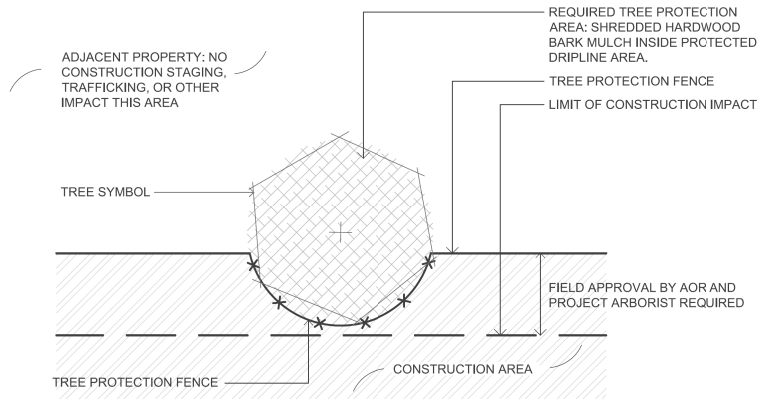 REQUIRED TREE PROTECTION
AREA: SHREDDED HARDWOOD
BARK MULCH INSIDE PROTECTED
DRIPLINE AREA.
ADJACENT PROPERTY: NO
CONSTRUCTION STAGING,
TRAFFICKING, OR OTHER
IMPACT THIS AREA
TREE PROTECTION FENCE
LIMIT OF CONSTRUCTION IMPACT
TREE SYMBOL
FIELD APPROVAL BY AOR AND
PROJECT ARBORIST REQUIRED
CONSTRUCTION AREA
TREE PROTECTION FENCE